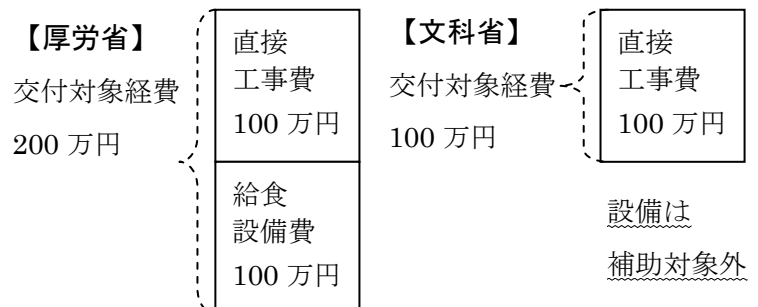 【厚労省】
交付対象経費
200 万円
直接
工事費
100 万円
給食
設備費
100 万円
【文科省】
交付対象経費
100 万円
直接
工事費
100 万円
設備は
補助対象外